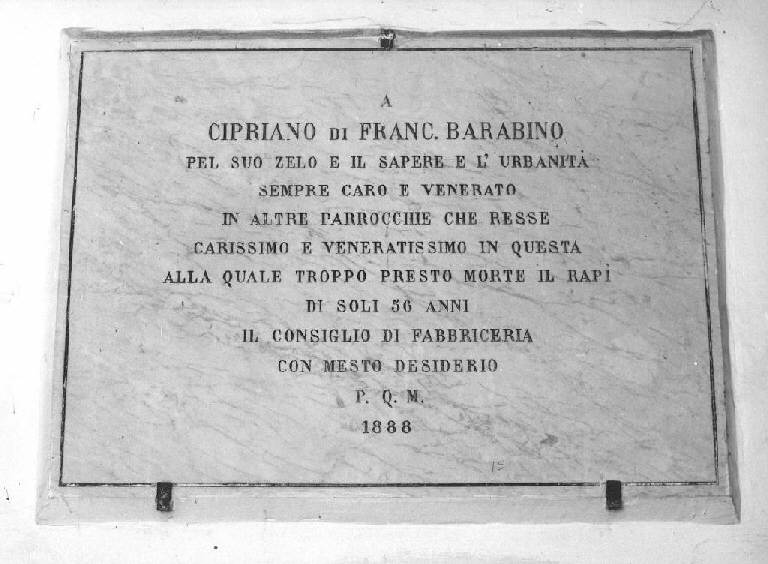 A
CIPRIANO DI FRANC. BARABINO
PEL SUO ZELO E IL SAPERE E L' URBANITÀ
SEMPRE CARO E VENERATO
IN ALTRE PARROCCHIE CHE RESSE
CARISSIMO E VENERATISSIMO IN QUESTA
ALLA QUALE TROPPO PRESTO MORTE IL RAPÌ
DI SOLI 56 ANNI
IL CONSIGLIO DI FABBRICERIA
CON MESTO DESIDERIO
P. Q. M.
1888